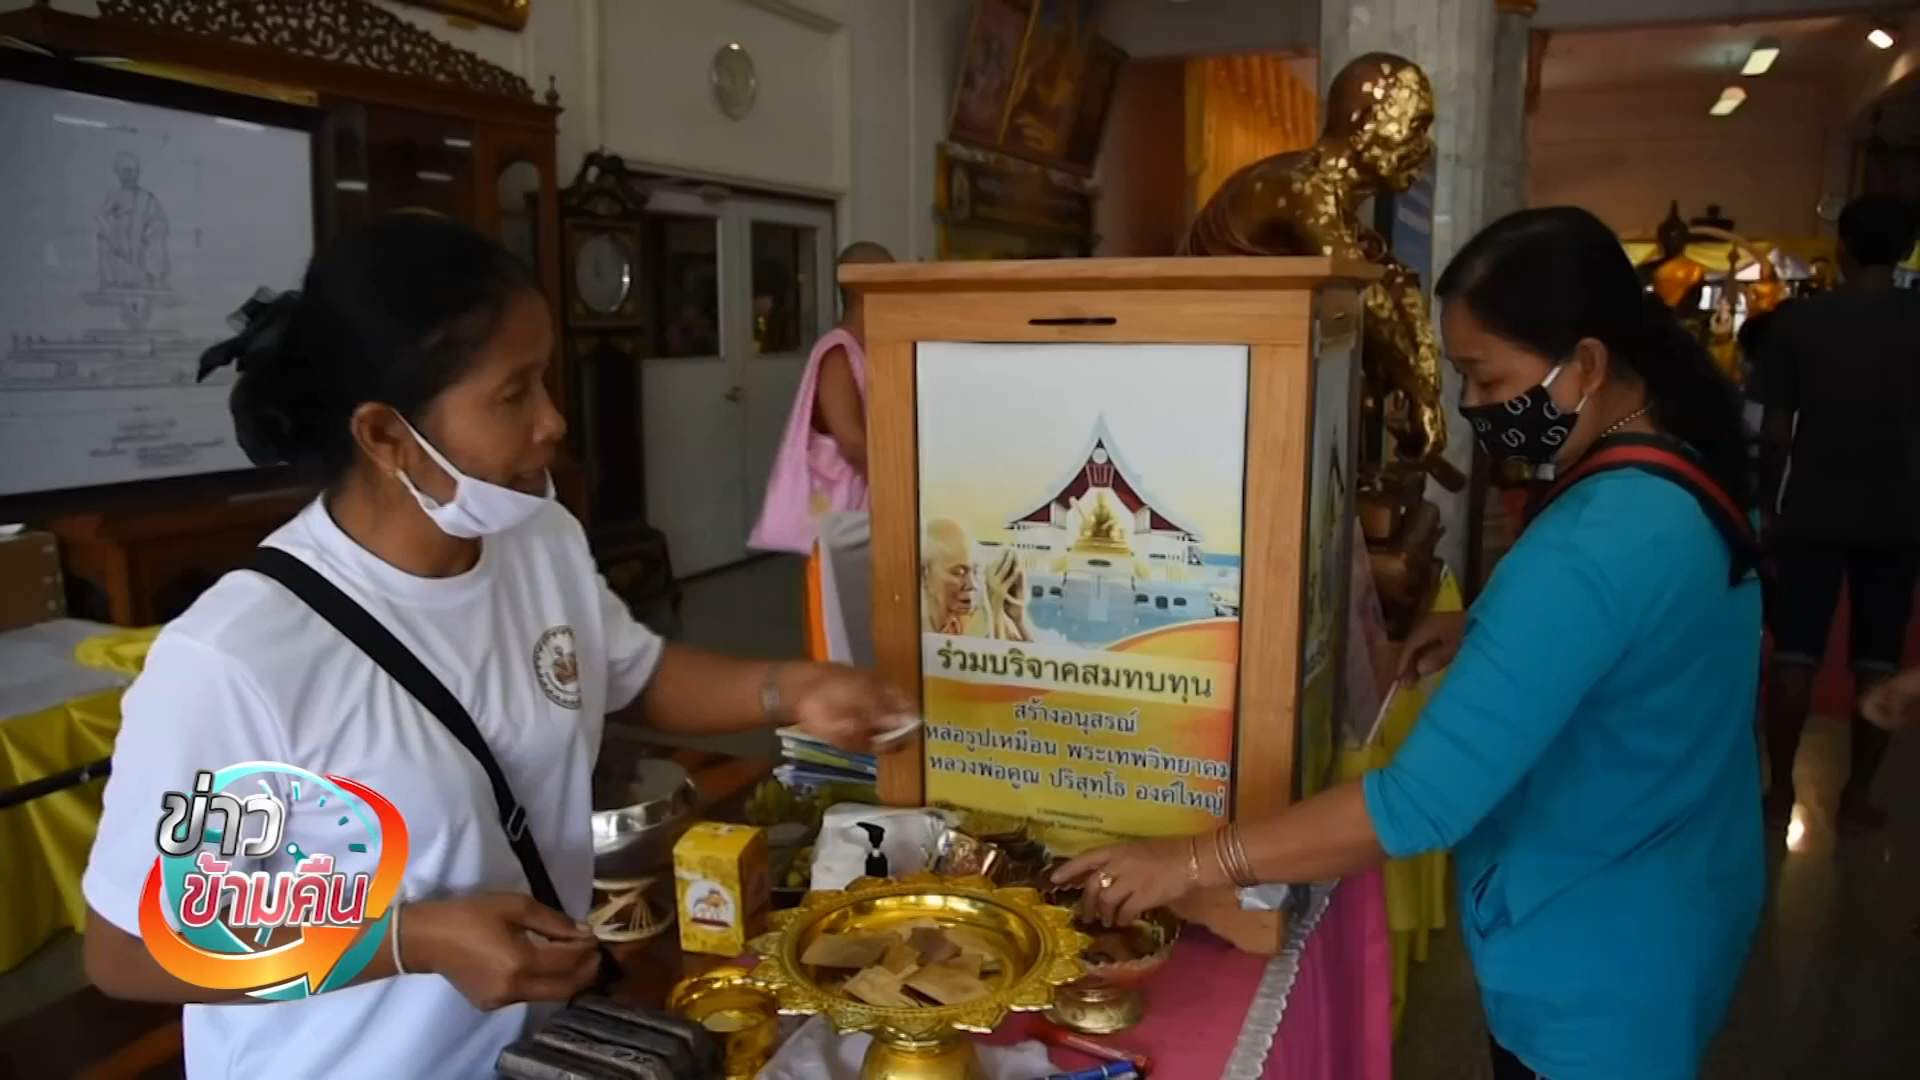 ร่วมบริจาคสมทบทุน
สร้างอนุสรณ์
หล่อรูปเหมือน พระเทพวิทยาคม
หลวงพ่อคูณ ปริสุทฺโธ องค์ใหญ่
ข่าว
ข้ามคืน